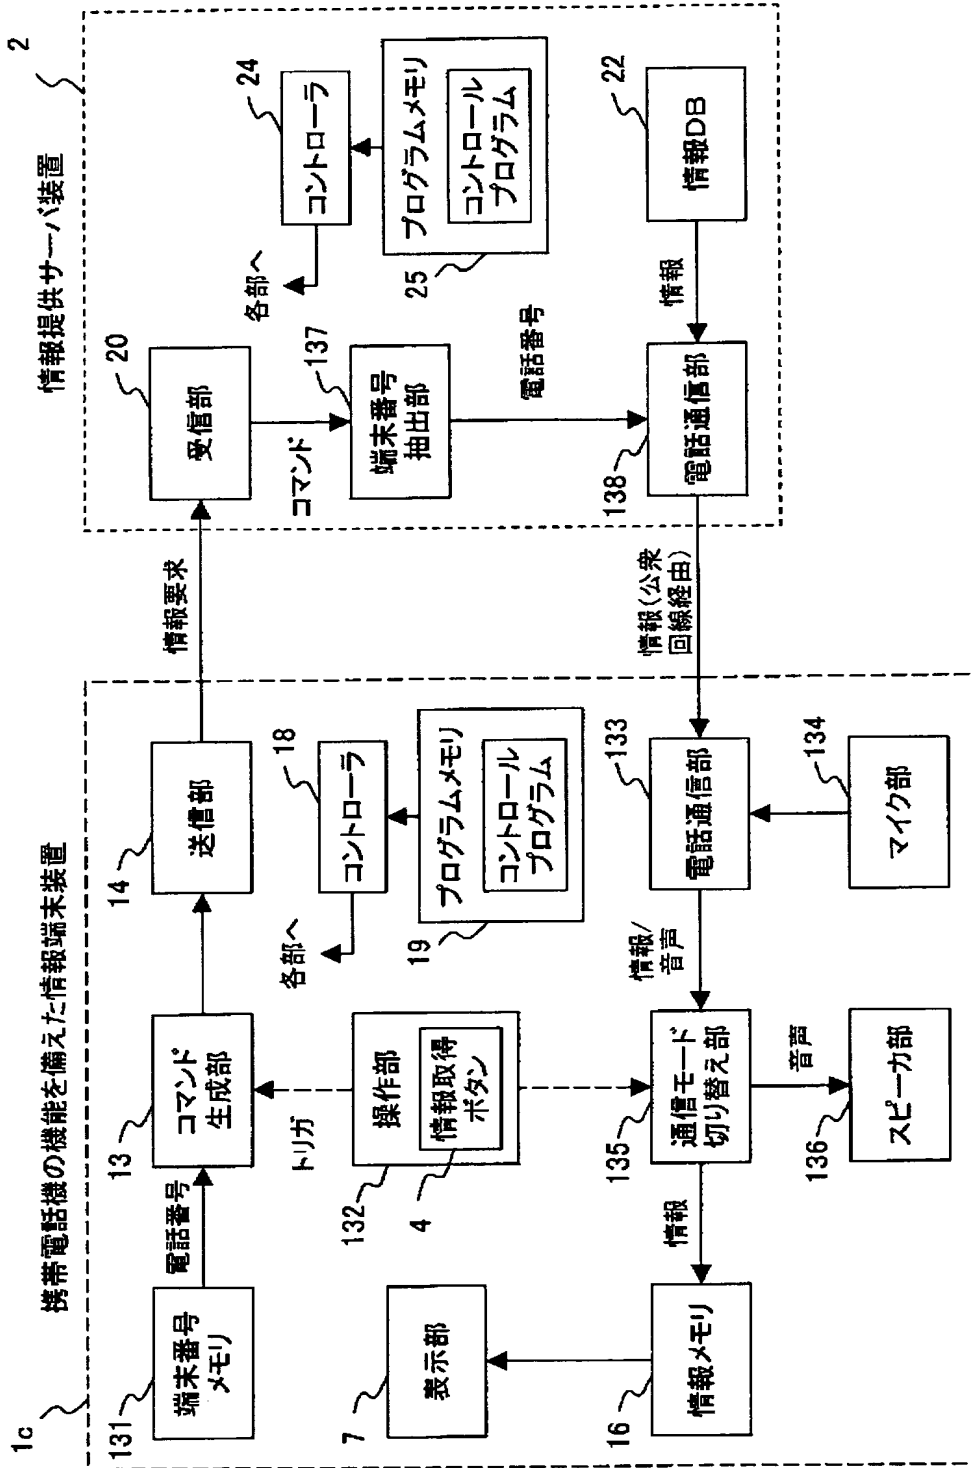 1c
携帯電話機の機能を備えた情報端末装置
131
端末番号
メモリ
電話番号
13
コマンド
生成部
14
送信部
情報要求
トリガ
132
操作部
4
情報取得
ボタン
各部へ
18
コントローラ
19
プログラムメモリ
コントロール
プログラム
7
表示部
16
情報メモリ
情報
135
通信モード
切り替え部
音声
136
スピーカ部
情報/
音声
133
電話通信部
134
マイク部
情報(公衆
回線経由)
情報提供サーバ装置
2
20
受信部
コマンド
137
端末番号
抽出部
電話番号
138
電話通信部
各部へ
24
コントローラ
25
プログラムメモリ
コントロール
プログラム
情報
22
情報DB